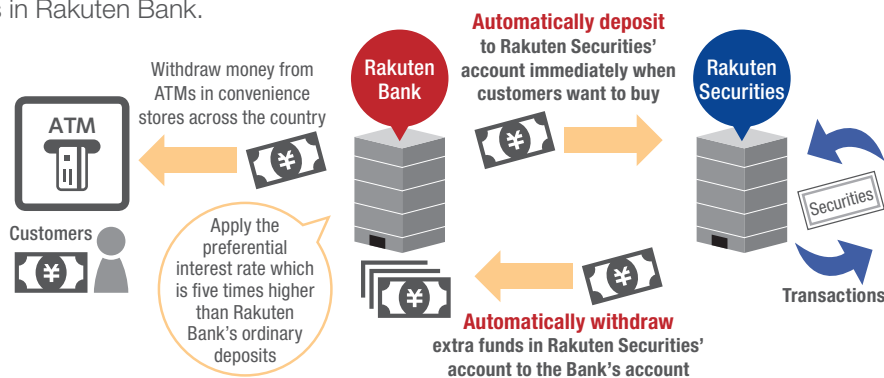 s in Rakuten Bank.
Automatically deposit
to Rakuten Securities'
account immediately when
customers want to buy
Rakuten
Bank
Rakuten
Securities
Withdraw money from
ATMs in convenience
stores across the country
ATM
¥
¥
Securities
Customers
¥
Apply the
preferential
interest rate which
is five times higher
than Rakuten
Bank's ordinary
deposits
¥
¥
Transactions
Automatically withdraw
extra funds in Rakuten Securities'
account to the Bank's account